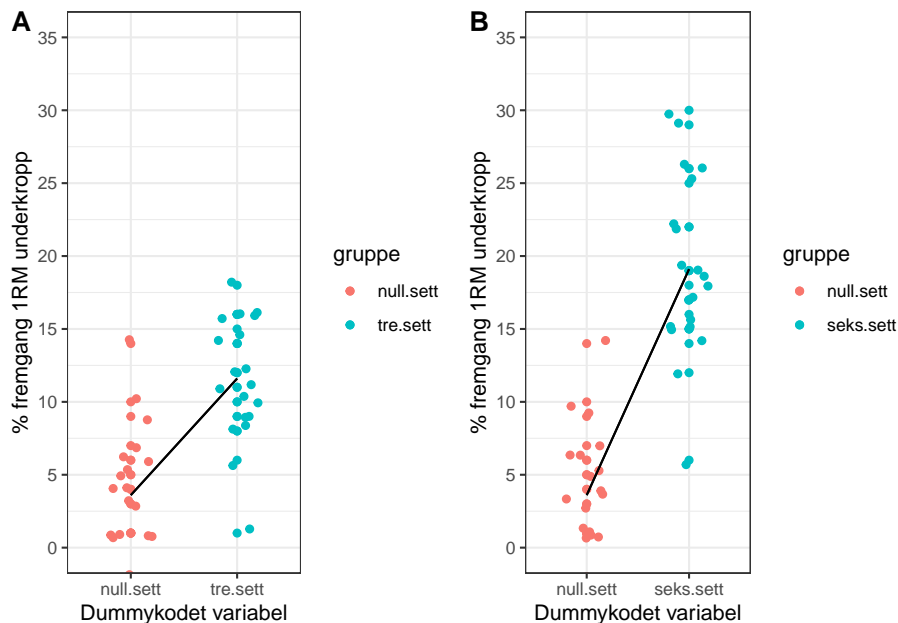 A
% fremgang 1RM underkropp
35
30
25
20
15
10
5
0
null.sett
tre.sett
Dummykodet variabel
gruppe
null.sett
tre.sett
B
% fremgang 1RM underkropp
35
30
25
20
15
10
5
0
null.sett
seks.sett
Dummykodet variabel
gruppe
null.sett
seks.sett